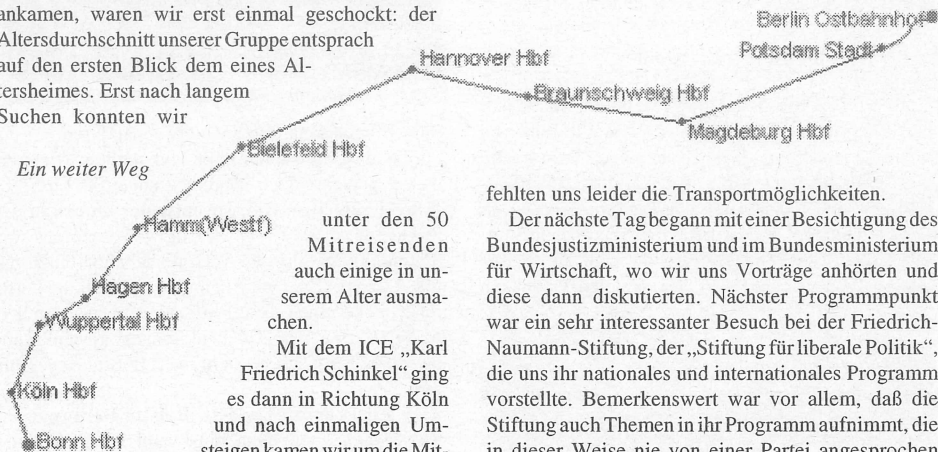 ankamen, waren wir erst einmal geschockt: der
Altersdurchschnitt unserer Gruppe entsprach
auf den ersten Blick dem eines Al-
tersheimes. Erst nach langem
Suchen konnten wir
Ein weiter Weg
unter den 50
Mitreisenden
auch einige in un-
serem Alter ausma-
chen.
Mit dem ICE „Karl
Friedrich Schinkel“ ging
es dann in Richtung Köln
und nach einmaligen Um-
steigen kamen wir um die Mit-
Berlin Ostbahnhof
Potsdam Stadt
Hannover Hbf
Braunschweig Hbf
Magdeburg Hbf
Bielefeld Hbf
Hamm(Westf)
Hagen Hbf
Wuppertal Hbf
Köln Hbf
Bonn Hbf
fehlten uns leider die Transportmöglichkeiten.
Der nächste Tag begann mit einer Besichtigung des
Bundesjustizministerium und im Bundesministerium
für Wirtschaft, wo wir uns Vorträge anhörten und
diese dann diskutierten. Nächster Programmpunkt
war ein sehr interessanter Besuch bei der Friedrich-
Naumann-Stiftung, der „Stiftung für liberale Politik“,
die uns ihr nationales und internationales Programm
vorstellte. Bemerkenswert war vor allem, daß die
Stiftung auch Themen in ihr Programm aufnimmt, die
in dieser Weise nie von einer Partei angesprochen